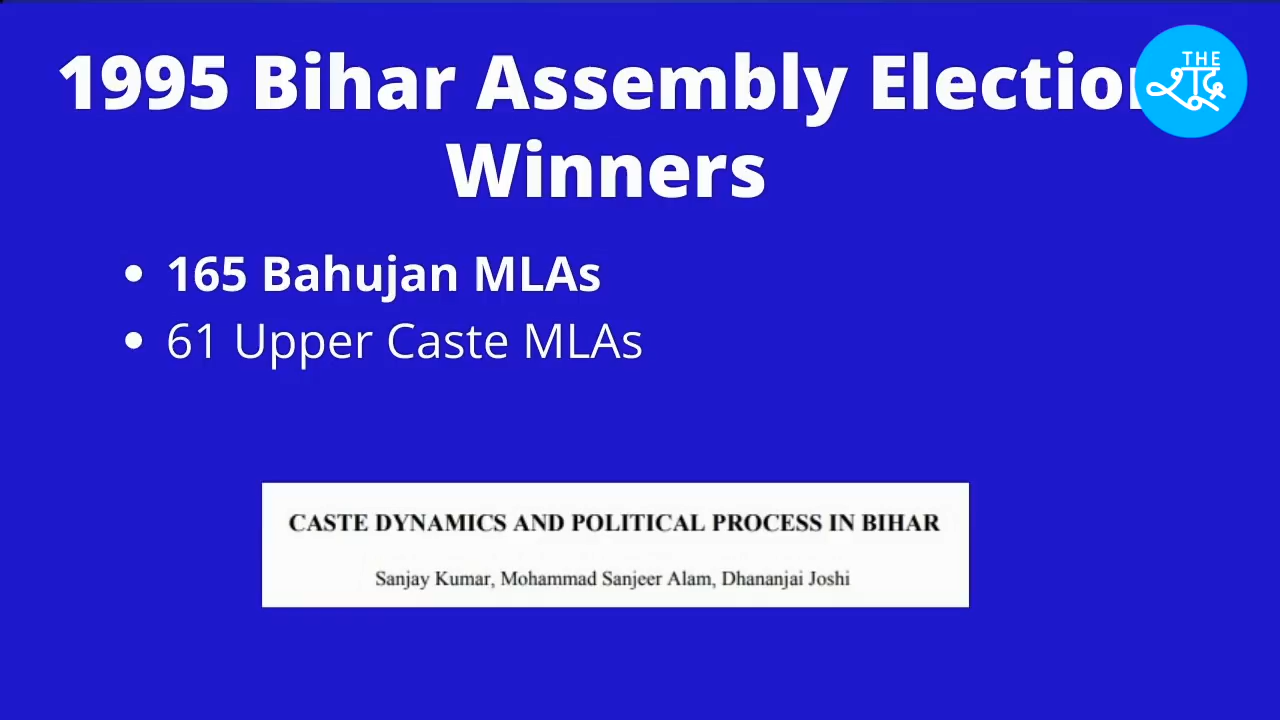 1995 Bihar Assembly Election
Winners
THE
शूद्र
• 165 Bahujan MLAs
• 61 Upper Caste MLAs
CASTE DYNAMICS AND POLITICAL PROCESS IN BIHAR
Sanjay Kumar, Mohammad Sanjeer Alam, Dhananjai Joshi